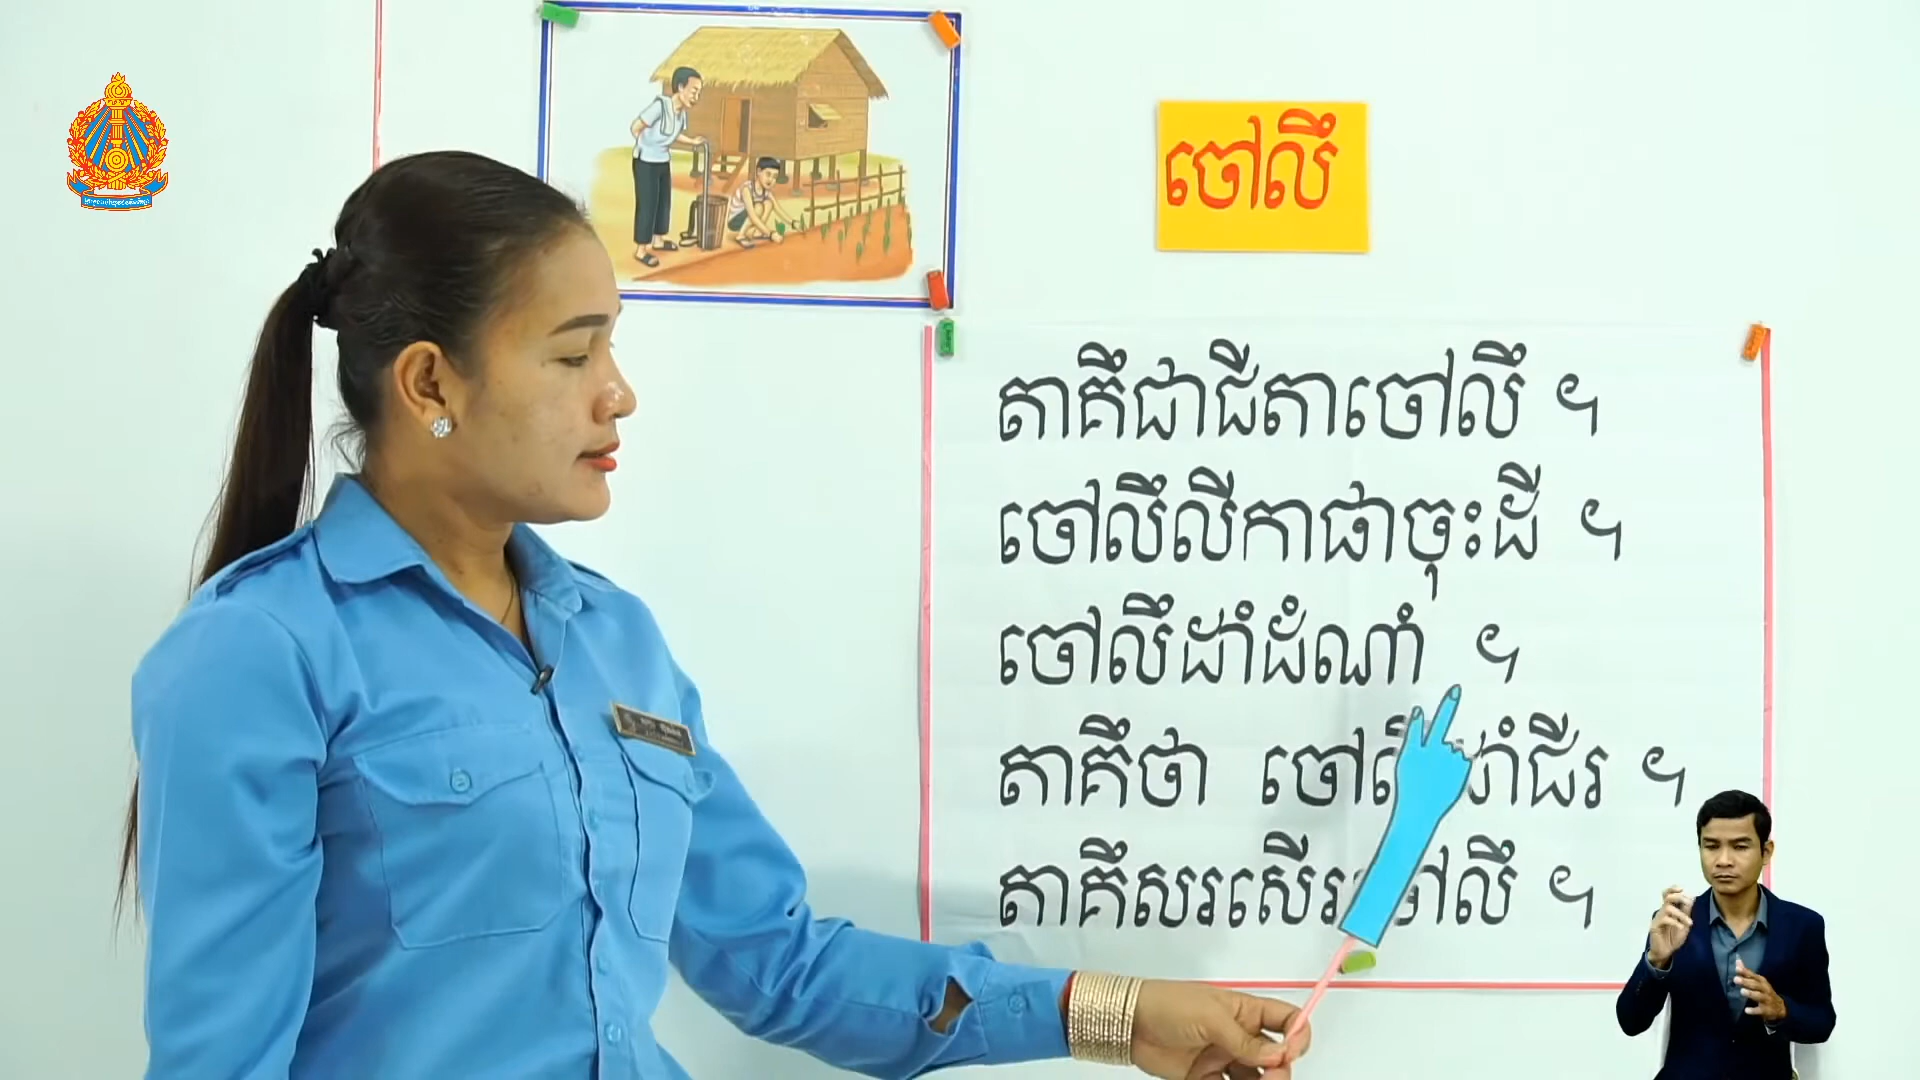 ចៅលឹ
តាគឹជាជីតាចៅលឹ ។
ចៅលឹលីកាផាចុះដី ។
ចៅលឹដាំដំណាំ ។
តាគឹថា ចៅ ជីរ ។
តាគឹសរសើរចៅលឹ ។